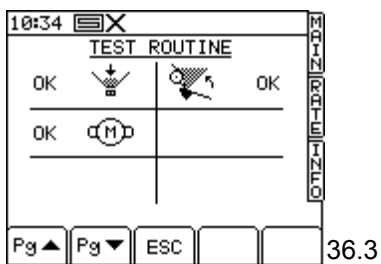 10:34
TEST ROUTINE
OK OK
OK M
Pg ▲ Pg ▼ ESC
MAIN
RATE
INFO
36.3